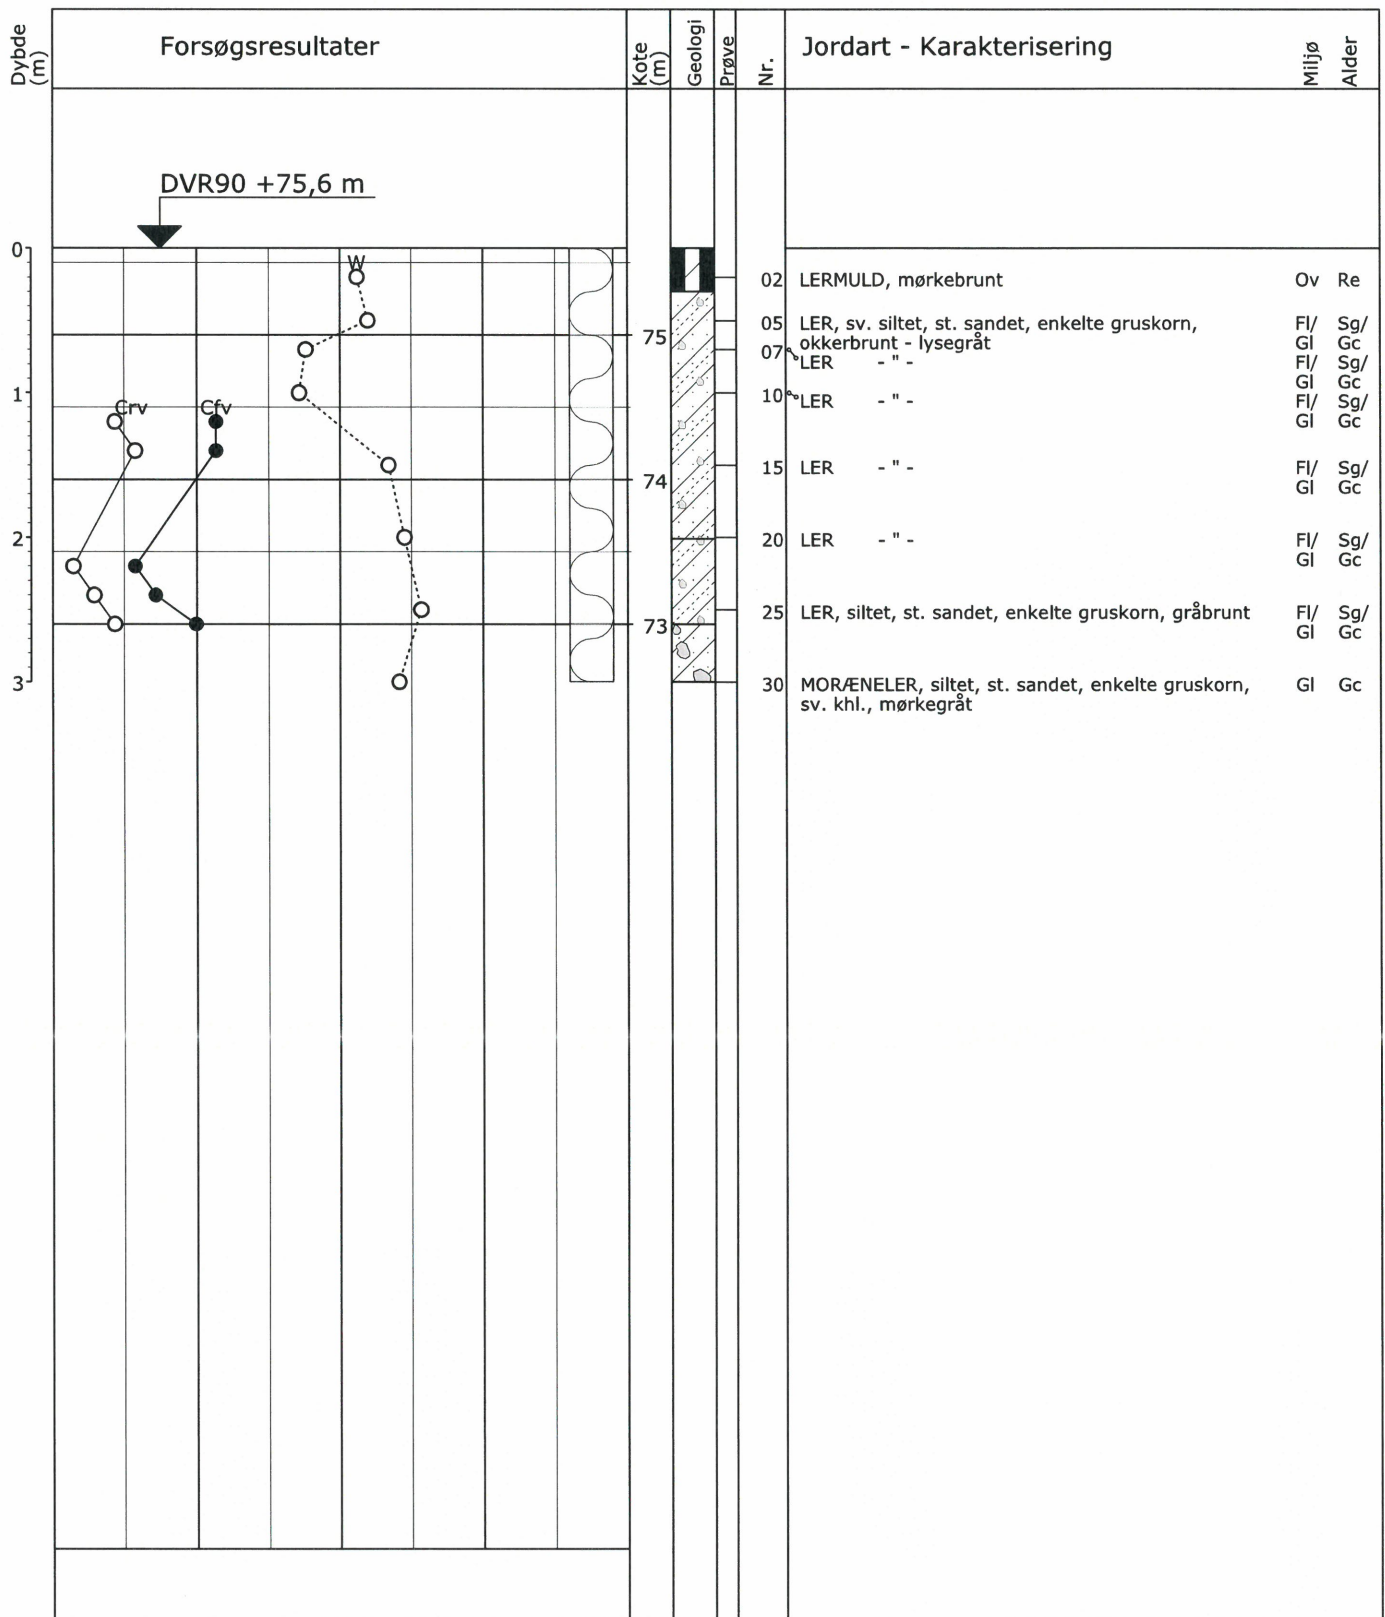 Dybde
(m)
Forsøgsresultater
Kote
(m)
Geologi
Prøve
Nr.
Jordart - Karakterisering
Miljø
Alder
DVR90 +75,6 m
0
W
02 LERMULD, mørkebrunt Ov Re
05 LER, sv. siltet, st. sandet, enkelte gruskorn, Fl/ Sg/
75
okkerbrunt - lysegråt Gl Gc
07 LER - " - Fl/ Sg/
Gl Gc
1
10 LER - " - Fl/ Sg/
Gl Gc
Crv Cfv
15 LER - " - Fl/ Sg/
Gl Gc
74
2
20 LER - " - Fl/ Sg/
Gl Gc
25 LER, siltet, st. sandet, enkelte gruskorn, gråbrunt Fl/ Sg/
Gl Gc
73
3
30 MORÆNELER, siltet, st. sandet, enkelte gruskorn, Gl Gc
sv. khl., mørkegråt